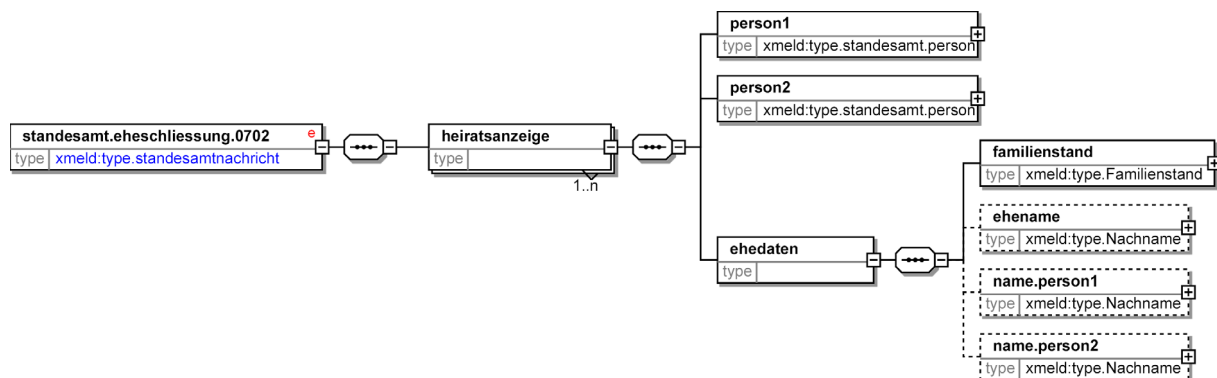 person1
type xmeld:type.standesamt.person
person2
type xmeld:type.standesamt.person
standesamt.eheschliessung.0702 e
type xmeld:type.standesamtnachricht
heiratsanzeige
type
1..n
familienstand
type xmeld:type.Familienstand
ehename
type xmeld:type.Nachname
ehedaten
type
name.person1
type xmeld:type.Nachname
name.person2
type xmeld:type.Nachname